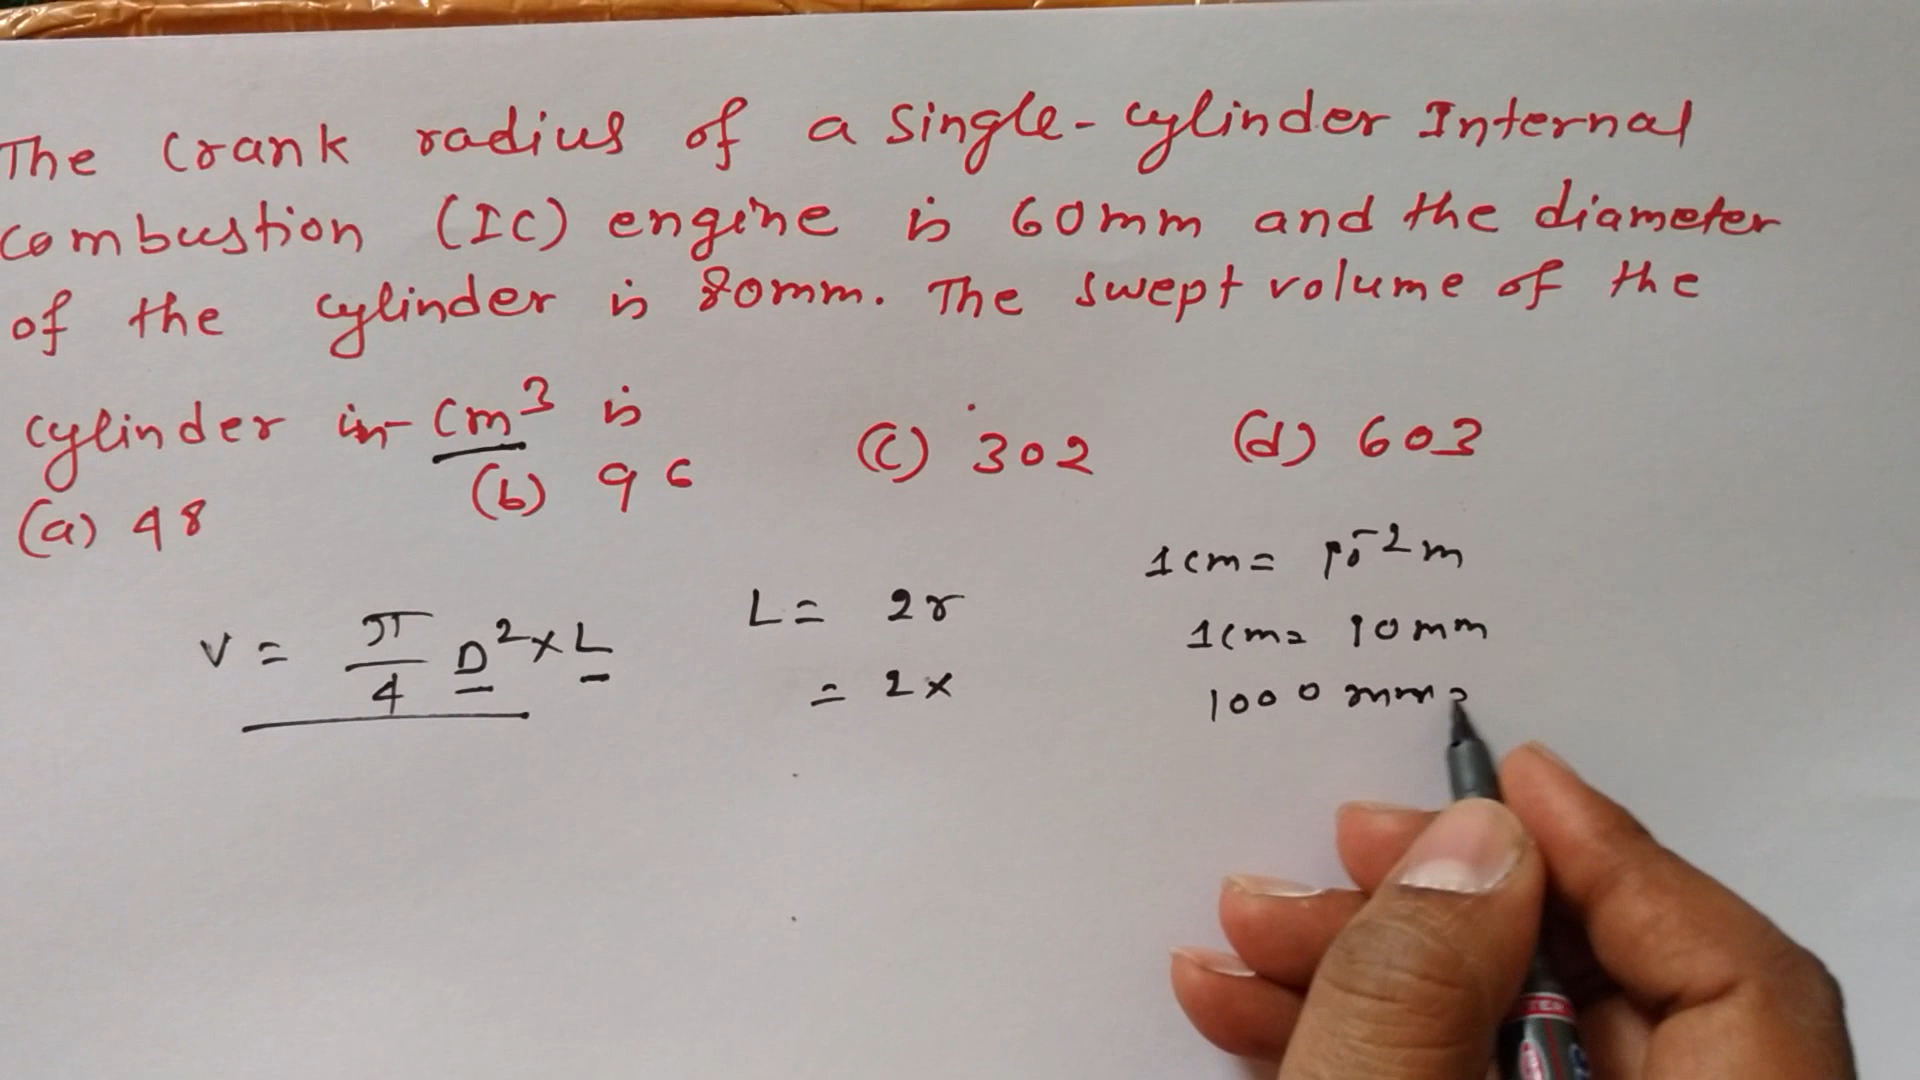 The Crank radius of a single-cylinder Internal
combustion (IC) engine is 60mm and the diameter
of the cylinder is 80mm. The swept volume of the
cylinder in cm³ is
(a) 48 (b) 96 (c) 302 (d) 603
V = π/4 D² × L
L = 2r
= 2 ×
1cm = 10⁻² m
1cm = 10mm
1000 mm